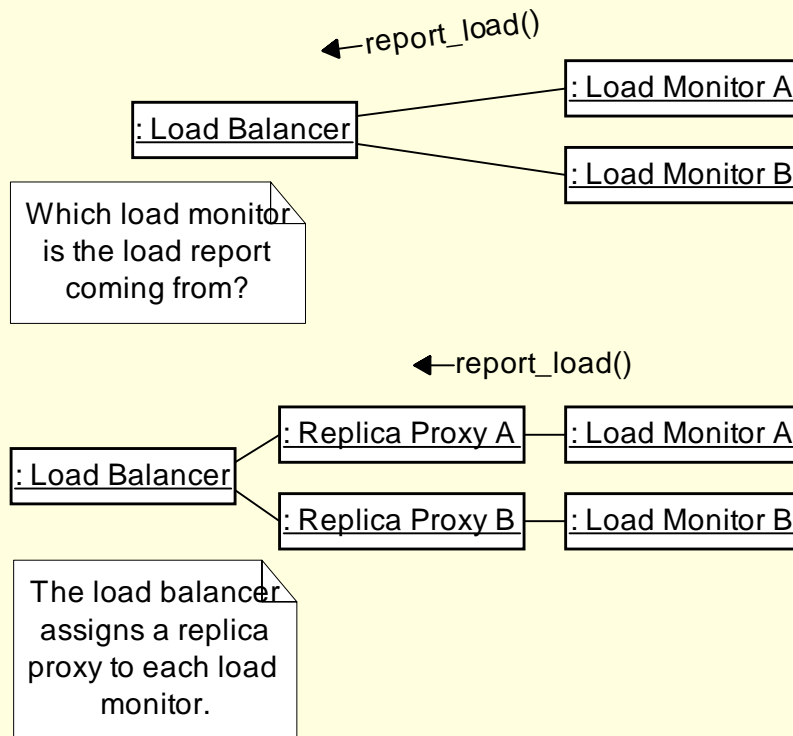 report_load()
: Load Monitor A
: Load Balancer
: Load Monitor B
Which load monitor
is the load report
coming from?
report_load()
: Replica Proxy A
: Load Monitor A
: Load Balancer
: Replica Proxy B
: Load Monitor B
The load balancer
assigns a replica
proxy to each load
monitor.